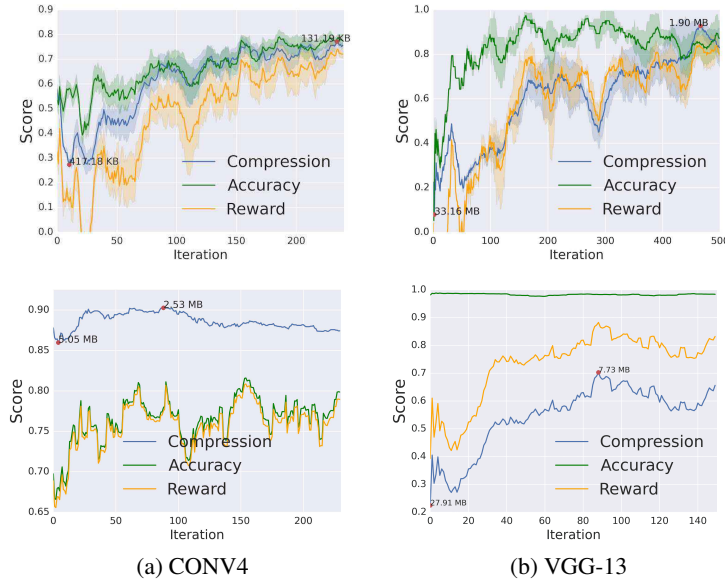 0.9
0.8
0.7
0.6
0.5
0.4
0.3
0.2
0.1
0.0
Score
131.19 KB
417.18 KB
Compression
Accuracy
Reward
0 50 100 150 200
Iteration
1.0
0.8
0.6
0.4
0.2
0.0
Score
1.90 MB
33.16 MB
Compression
Accuracy
Reward
0 100 200 300 400 500
Iteration
0.90
0.85
0.80
0.75
0.70
0.65
Score
2.53 MB
.05 MB
Compression
Accuracy
Reward
0 50 100 150 200
Iteration
1.0
0.9
0.8
0.7
0.6
0.5
0.4
0.3
0.2
Score
7.73 MB
27.91 MB
Compression
Accuracy
Reward
0 20 40 60 80 100 120 140
Iteration
(a) CONV4
(b) VGG-13